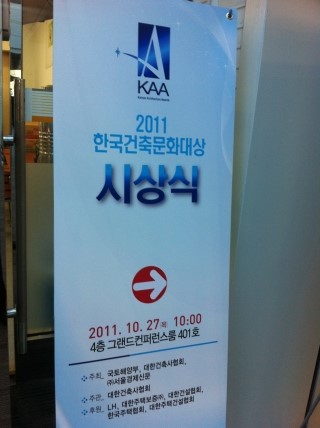 KAA
2011
한국건축문화대상
시상식
2011. 10. 27(목) 10:00
4층 그랜드컨퍼런스룸 401호
주최. 국토해양부, 대한건축사협회,
㈜서울경제신문
주관. 대한건축사협회
후원. LH, 대한주택보증㈜, 대한건설협회,
한국주택협회, 대한주택건설협회